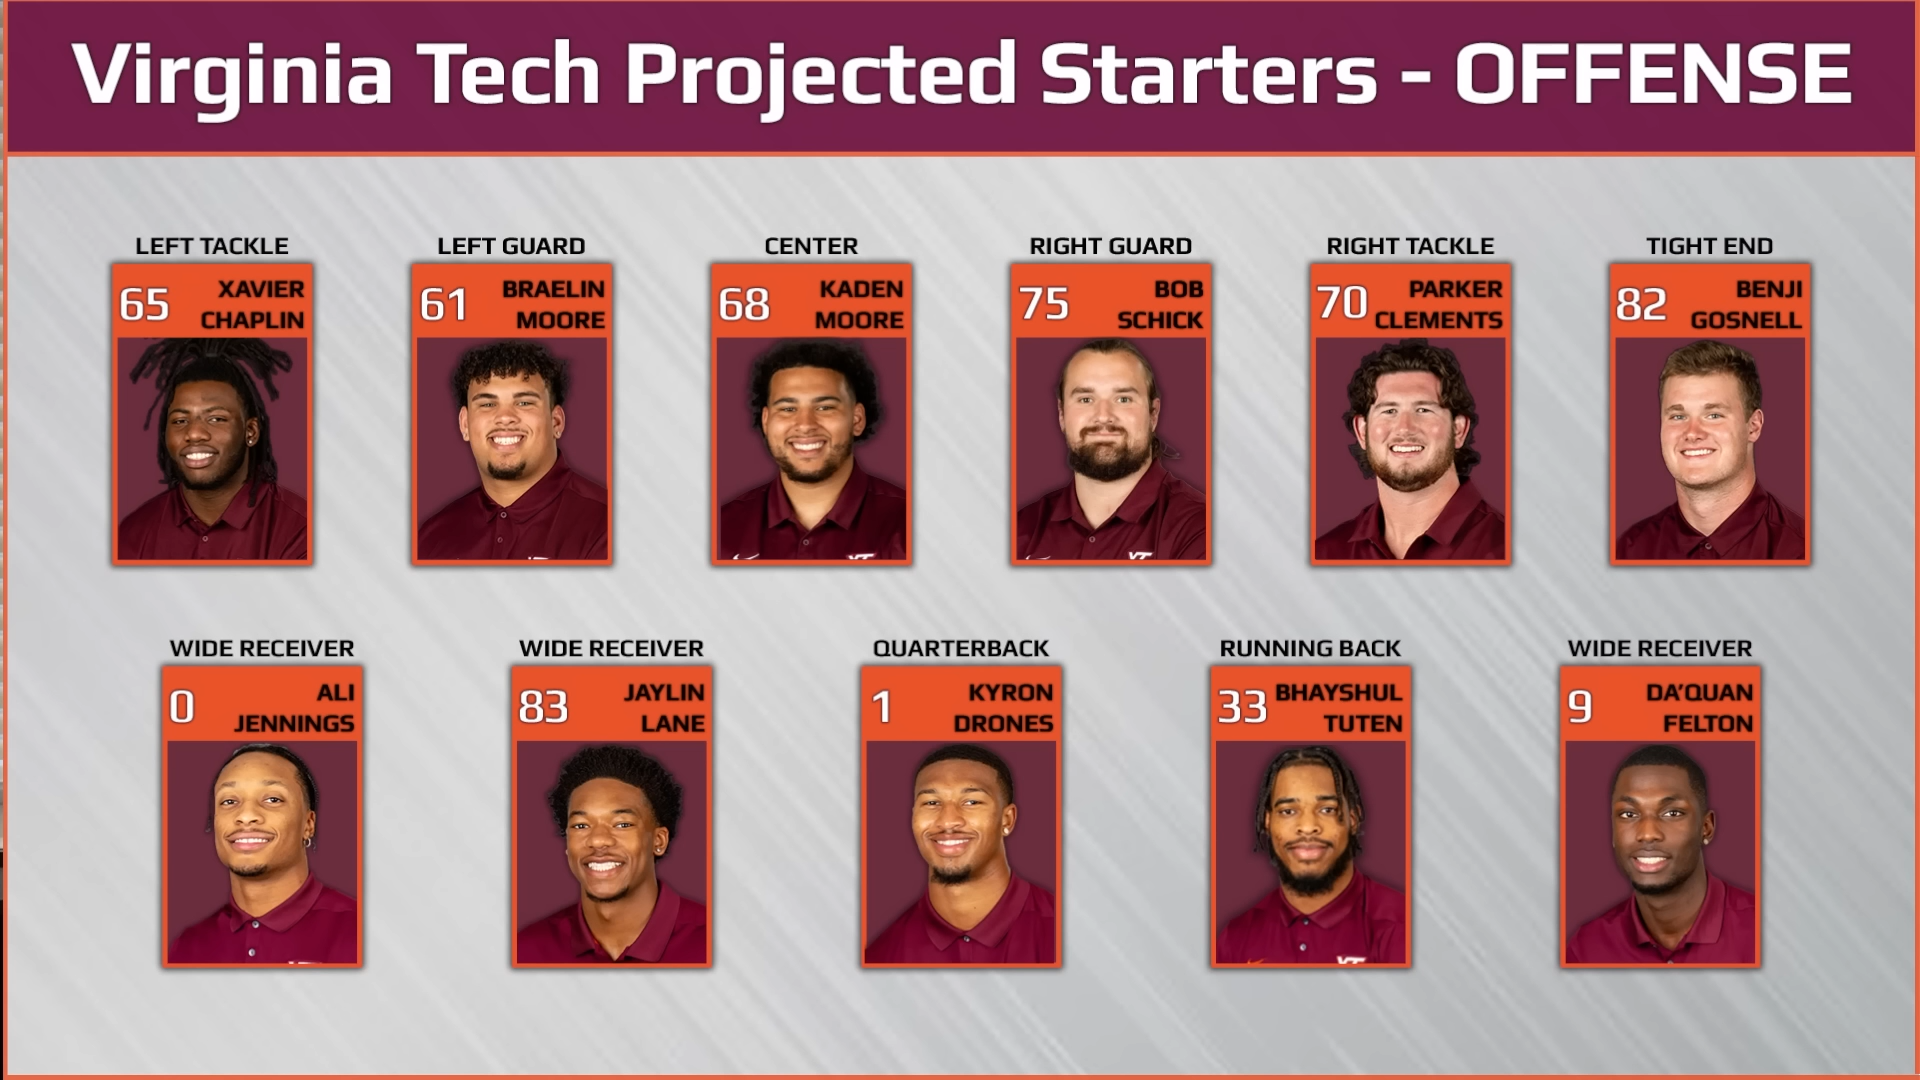 Virginia Tech Projected Starters - OFFENSE
LEFT TACKLE
65
XAVIER
CHAPLIN
LEFT GUARD
61
BRAELIN
MOORE
CENTER
68
KADEN
MOORE
RIGHT GUARD
75
BOB
SCHICK
RIGHT TACKLE
70
PARKER
CLEMENTS
TIGHT END
82
BENJI
GOSNELL
WIDE RECEIVER
0
ALI
JENNINGS
WIDE RECEIVER
83
JAYLIN
LANE
QUARTERBACK
1
KYRON
DRONES
RUNNING BACK
33
BHAYSHUL
TUTEN
WIDE RECEIVER
9
DA’QUAN
FELTON